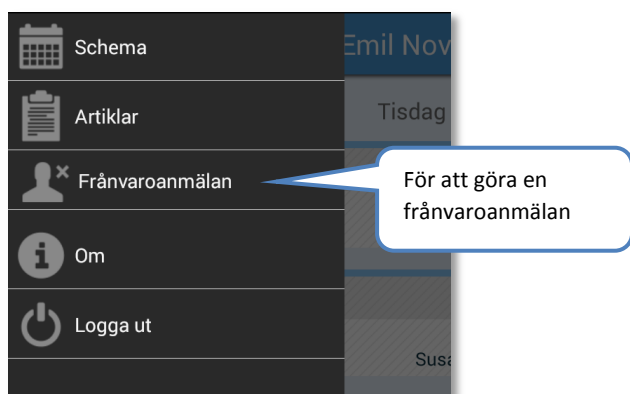 Schema
Emil Nov
Artiklar
Tisdag
Frånvaroanmälan
För att göra en
frånvaroanmälan
Om
Logga ut
Susa